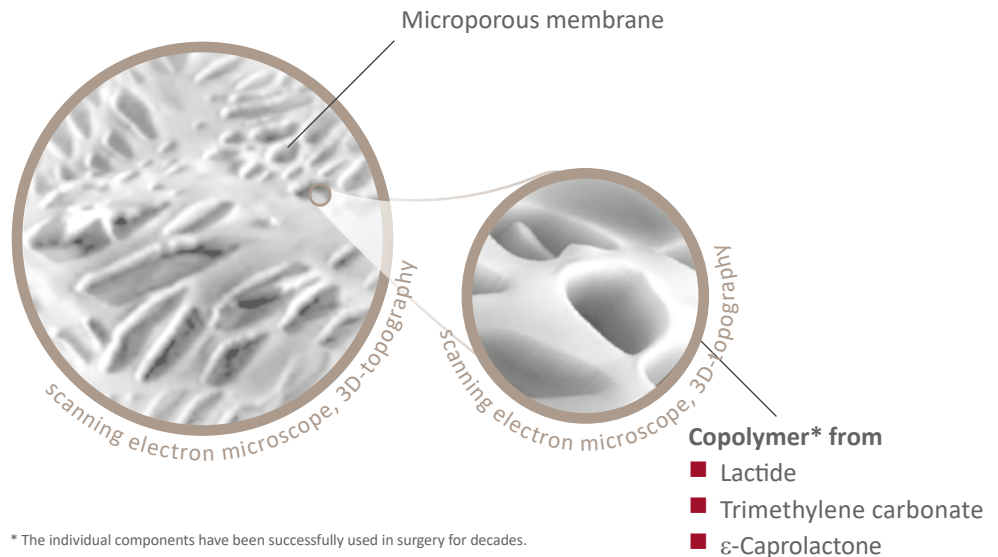 Microporous membrane
scanning electron microscope, 3D-topography
scanning electron microscope, 3D-topography
Copolymer* from
Lactide
Trimethylene carbonate
ε-Caprolactone
* The individual components have been successfully used in surgery for decades.